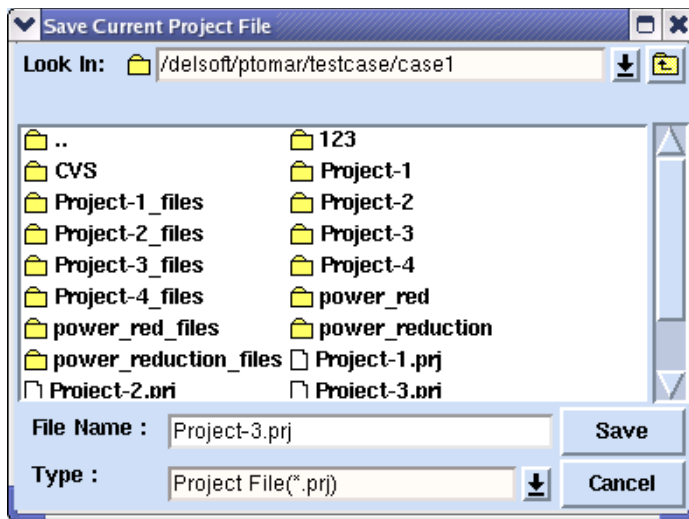 Save Current Project File
Look In: /delsoft/ptomar/testcase/case1
.. 123
CVS Project-1
Project-1_files Project-2
Project-2_files Project-3
Project-3_files Project-4
Project-4_files power_red
power_red_files power_reduction
power_reduction_files Project-1.prj
Project-2.prj Project-3.prj
File Name : Project-3.prj Save
Type : Project File(*.prj) Cancel